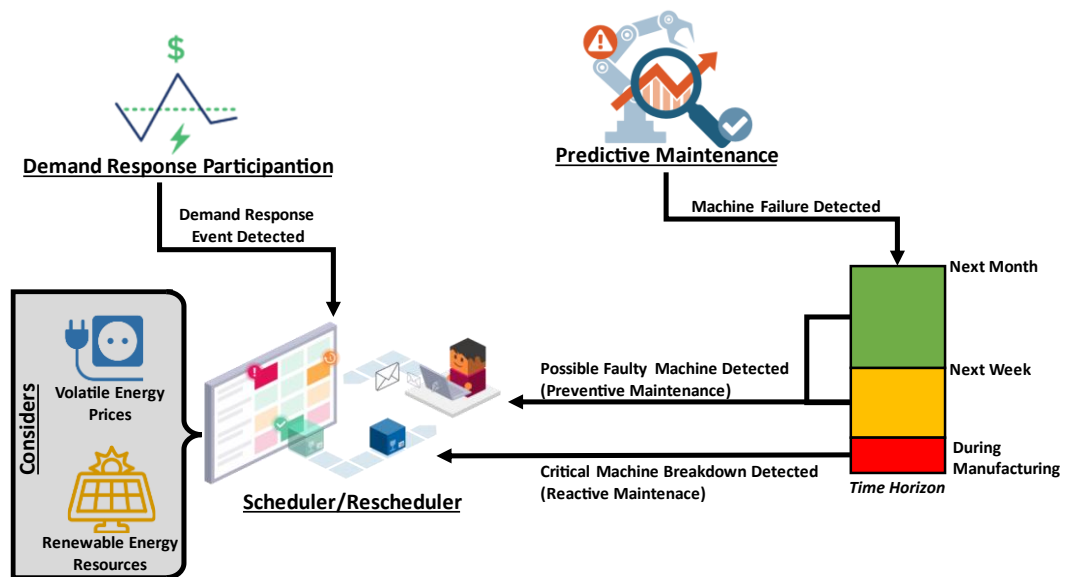 $
Demand Response Participantion
Predictive Maintenance
Demand Response
Event Detected
Machine Failure Detected
Next Month
Considers
Volatile Energy
Prices
Renewable Energy
Resources
Possible Faulty Machine Detected
(Preventive Maintenance)
Next Week
Critical Machine Breakdown Detected
(Reactive Maintenace)
During
Manufacturing
Time Horizon
Scheduler/Rescheduler